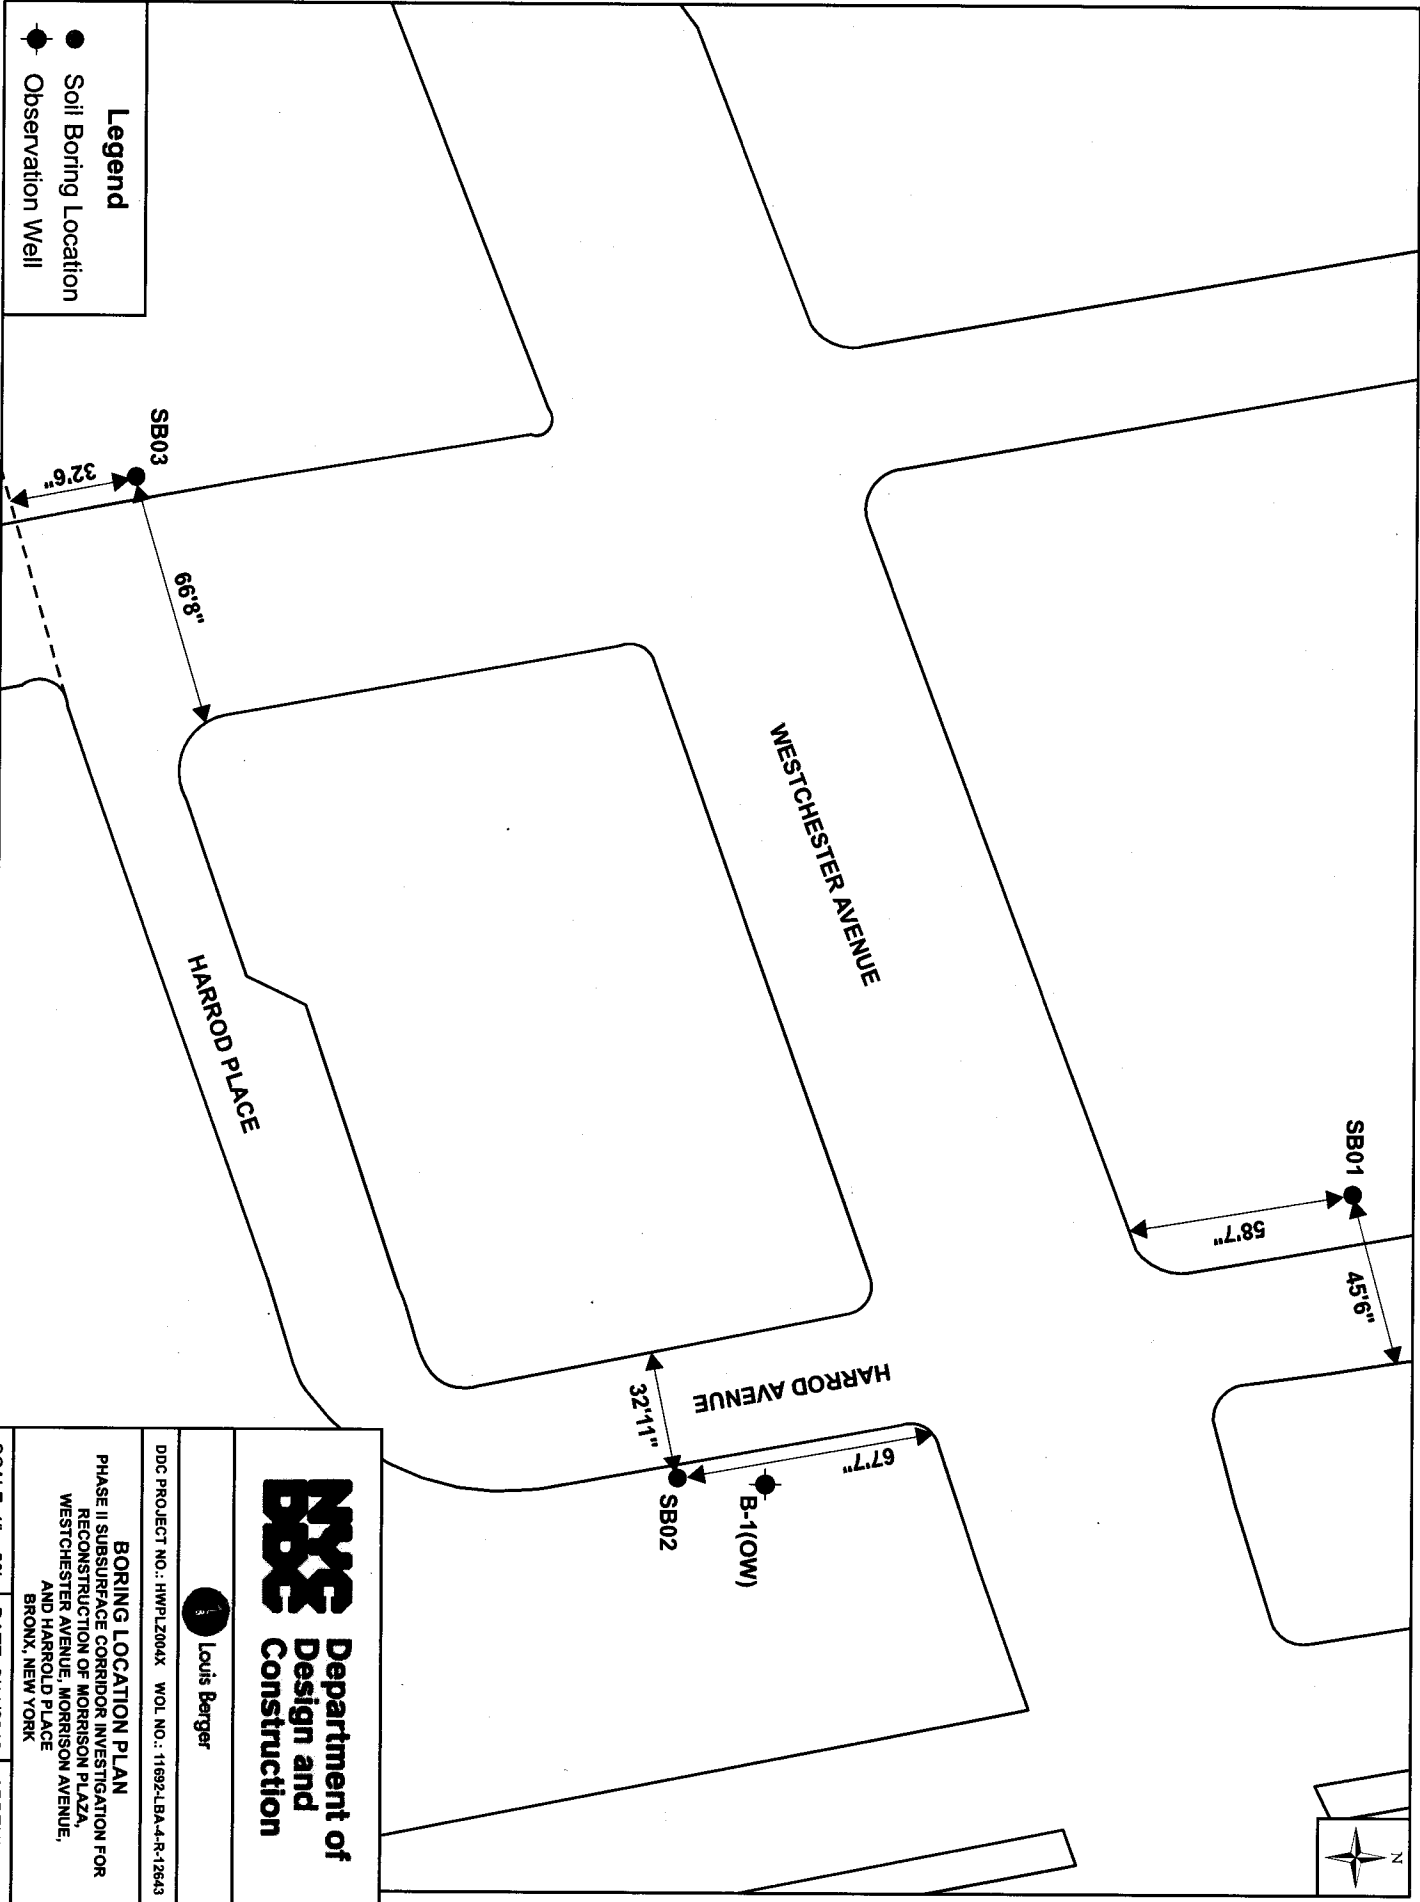 N
SB01
58'7"
45'6"
WESTCHESTER AVENUE
HARROD AVENUE
67'7"
B-1(OW)
32'11"
SB02
SB03
32'6"
66'8"
HARROD PLACE
Legend
Soil Boring Location
Observation Well
NYC
DDC
Department of
Design and
Construction
Louis Berger
DDC PROJECT NO.: HWPLZ004X WOL NO.: 11692-LBA-4-R-12643
BORING LOCATION PLAN
PHASE II SUBSURFACE CORRIDOR INVESTIGATION FOR
RECONSTRUCTION OF MORRISON PLAZA,
WESTCHESTER AVENUE, MORRISON AVENUE,
AND HARROLD PLACE
BRONX, NEW YORK